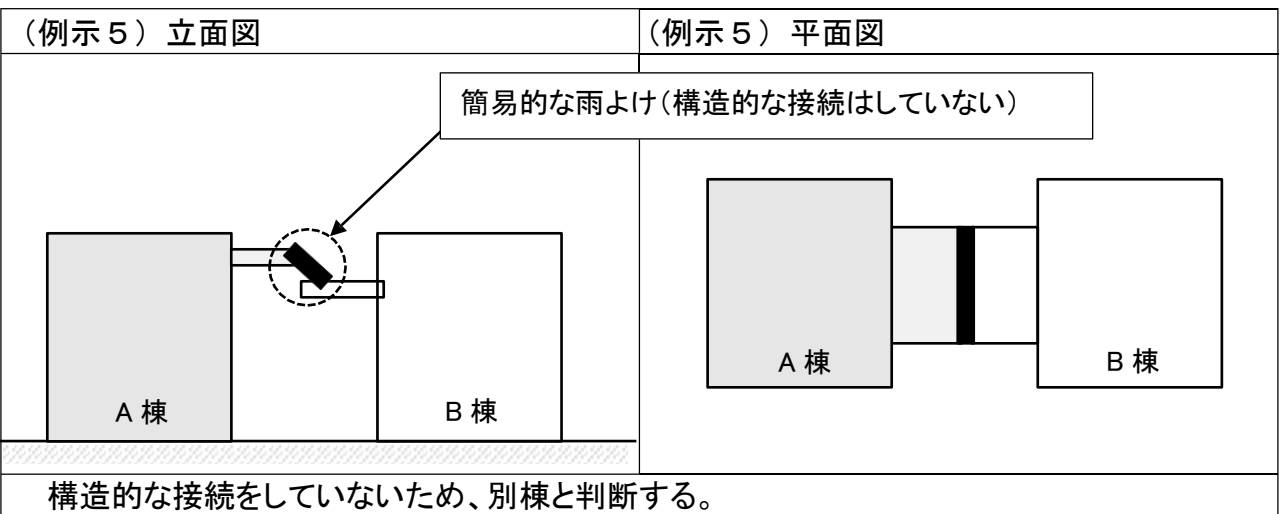 （例示５）立面図
（例示５）平面図
簡易的な雨よけ（構造的な接続はしていない）
A 棟
B 棟
A 棟
B 棟
構造的な接続をしていないため、別棟と判断する。